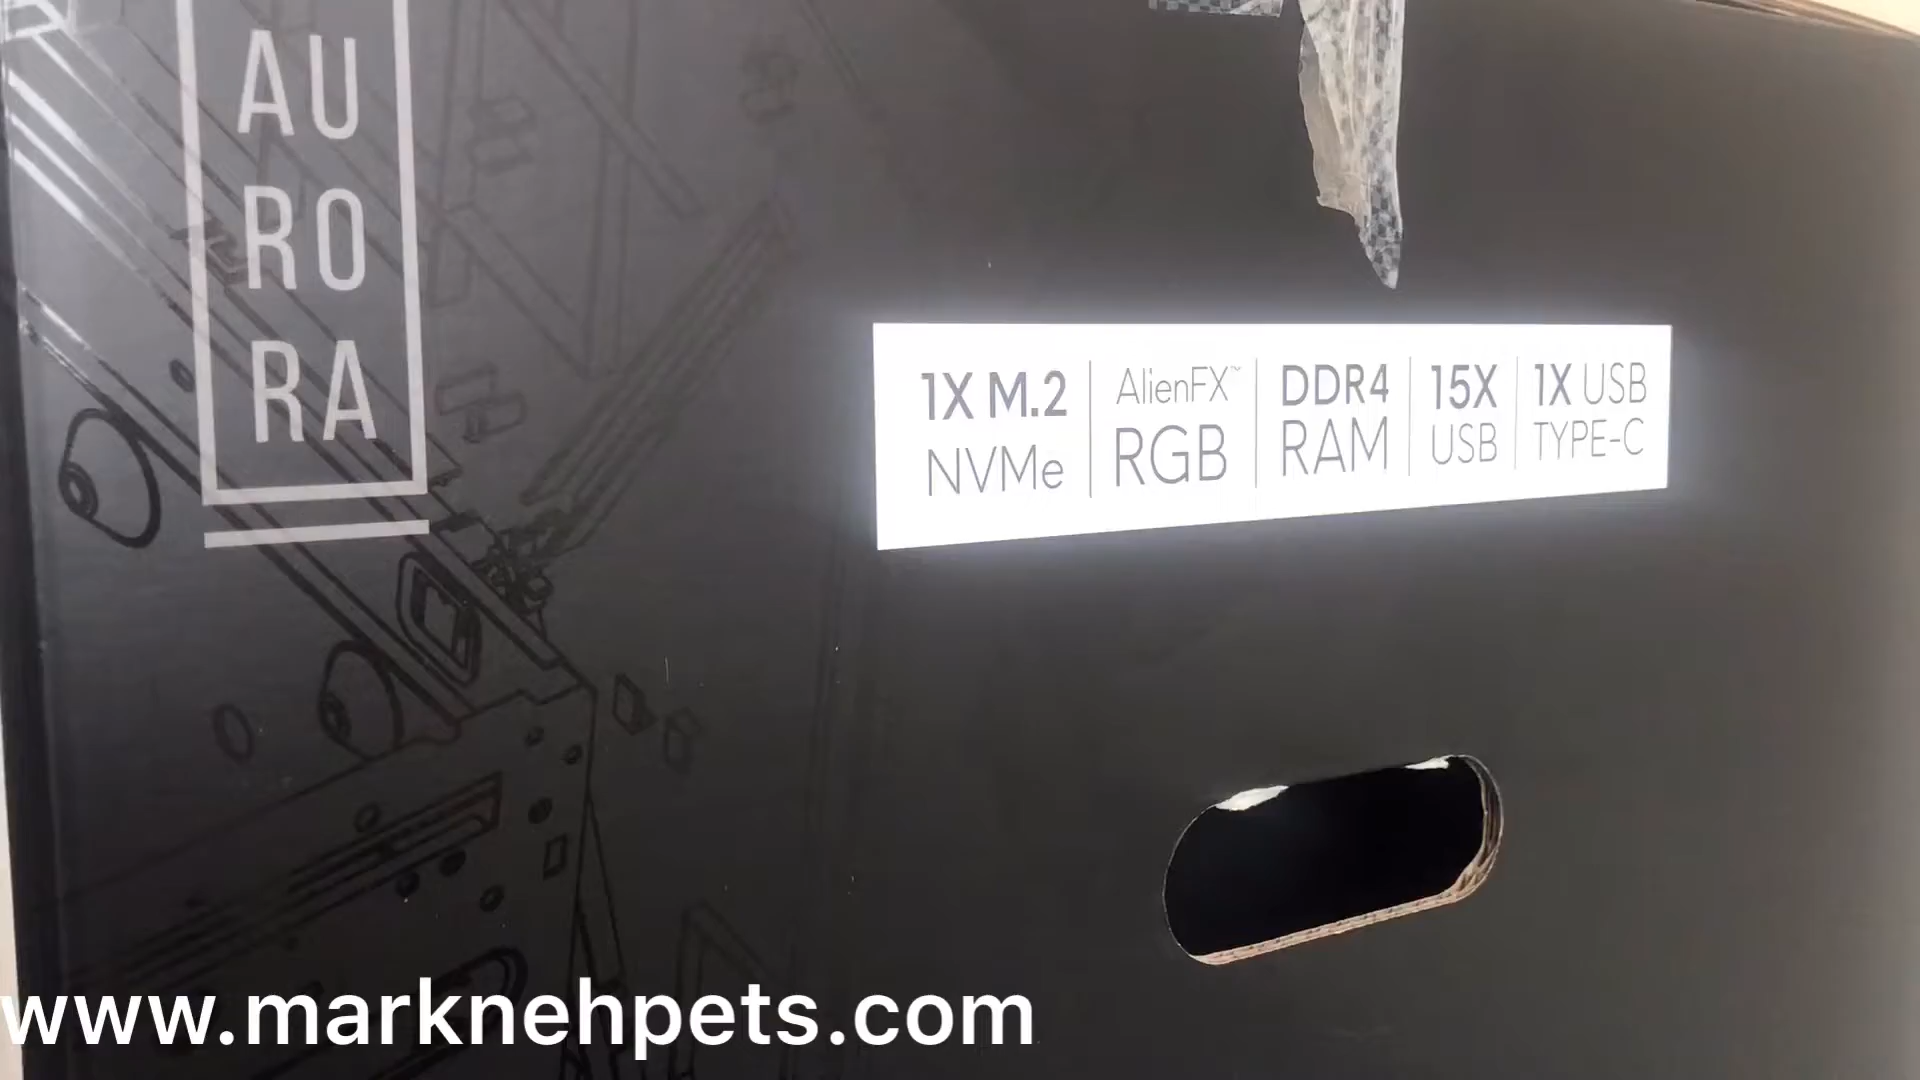 AU
RO
RA
1X M.2
NVMe
AlienFX™
RGB
DDR4
RAM
15X
USB
1X USB
TYPE-C
www.marknehpets.com